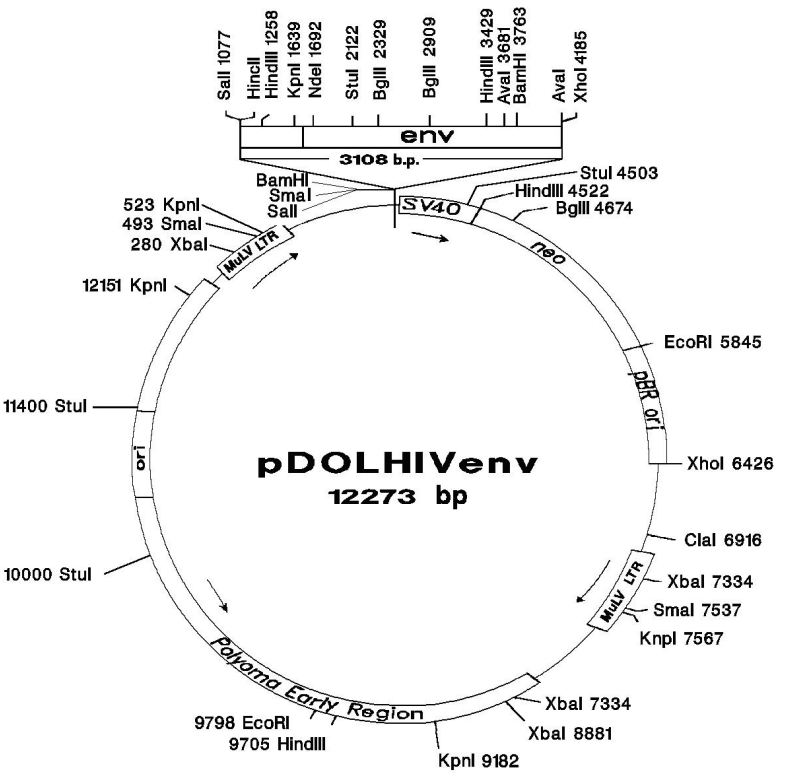 SalI 1077
HincII
HindIII 1258
KpnI 1639
NdeI 1692
StuI 2122
BglII 2329
BglII 2909
HindIII 3429
AvaI 3681
BamHI 3763
AvaI
XhoI 4185
env
3108 b.p.
BamHI
SmaI
SalI
SV40
StuI 4503
HindIII 4522
BglII 4674
neo
EcoRI 5845
pBR ori
XhoI 6426
ClaI 6916
MuLV LTR
XbaI 7334
SmaI 7537
KnpI 7567
XbaI 7334
XbaI 8881
KpnI 9182
9705 HindIII
9798 EcoRI
Polyoma Early Region
10000 StuI
ori
11400 StuI
12151 KpnI
280 XbaI
493 SmaI
523 KpnI
MuLV LTR
pDOLHIVenv
12273 bp